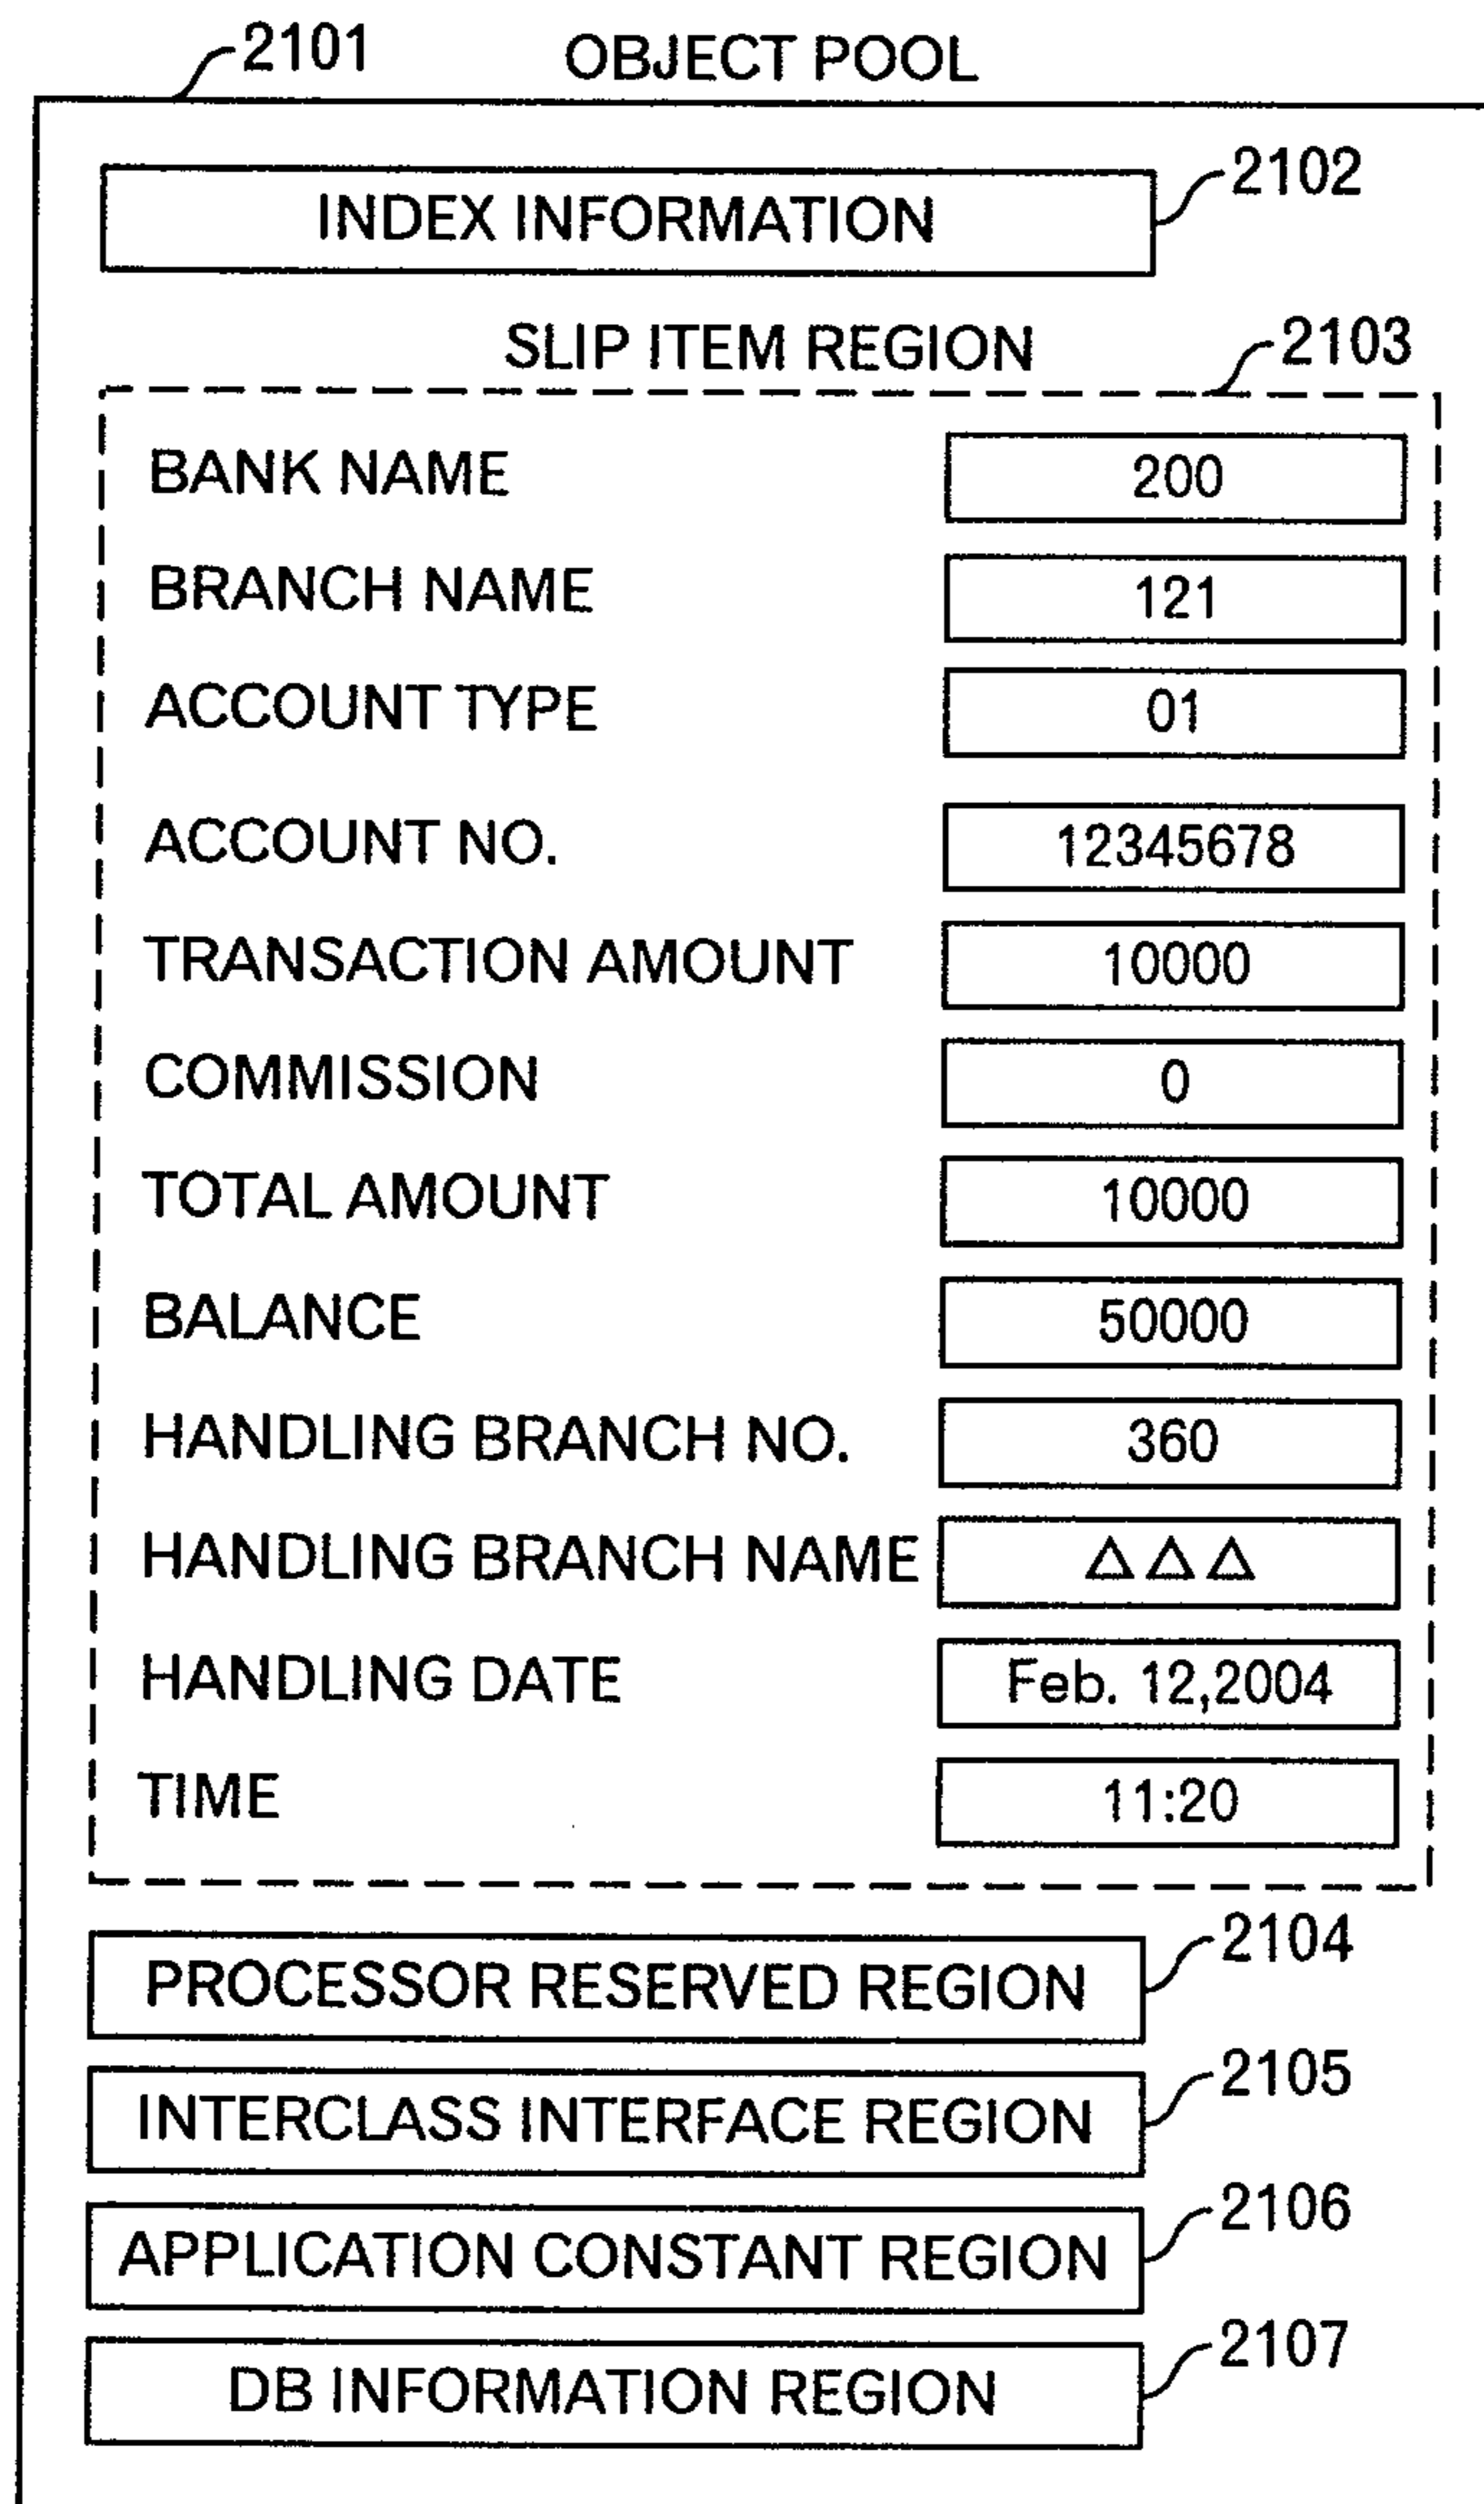 2101 OBJECT POOL
INDEX INFORMATION 2102
SLIP ITEM REGION 2103
BANK NAME 200
BRANCH NAME 121
ACCOUNT TYPE 01
ACCOUNT NO. 12345678
TRANSACTION AMOUNT 10000
COMMISSION 0
TOTAL AMOUNT 10000
BALANCE 50000
HANDLING BRANCH NO. 360
HANDLING BRANCH NAME △△△
HANDLING DATE Feb. 12,2004
TIME 11:20
PROCESSOR RESERVED REGION 2104
INTERCLASS INTERFACE REGION 2105
APPLICATION CONSTANT REGION 2106
DB INFORMATION REGION 2107